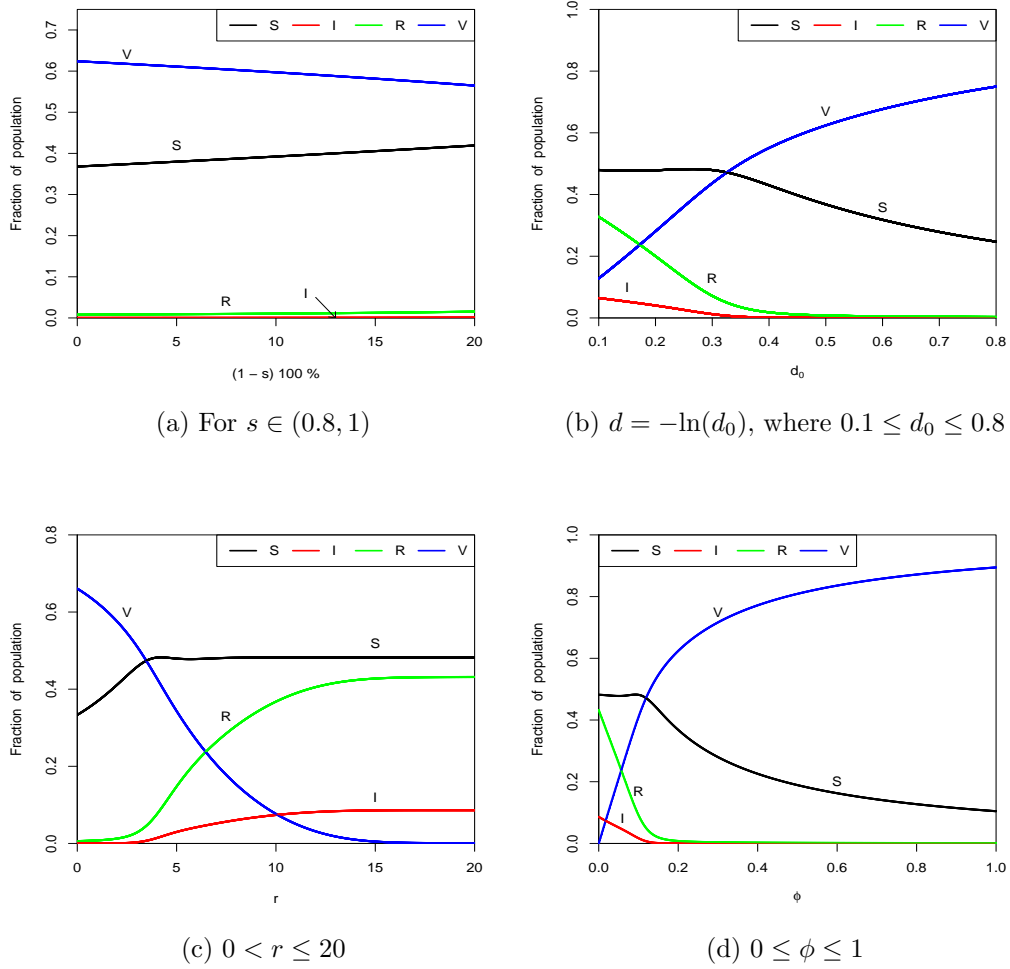 S I R V
Fraction of population
0.0 0.1 0.2 0.3 0.4 0.5 0.6 0.7
V
S
R
I
0 5 10 15 20
(1 − s) 100 %
(a) For s ∈ (0.8, 1)
S I R V
Fraction of population
0.0 0.2 0.4 0.6 0.8 1.0
V
S
R
I
0.1 0.2 0.3 0.4 0.5 0.6 0.7 0.8
d₀
(b) d = −ln(d₀), where 0.1 ≤ d₀ ≤ 0.8
S I R V
Fraction of population
0.0 0.2 0.4 0.6 0.8
V
S
R
I
0 5 10 15 20
r
(c) 0 < r ≤ 20
S I R V
Fraction of population
0.0 0.2 0.4 0.6 0.8 1.0
V
S
R
I
0.0 0.2 0.4 0.6 0.8 1.0
ϕ
(d) 0 ≤ ϕ ≤ 1